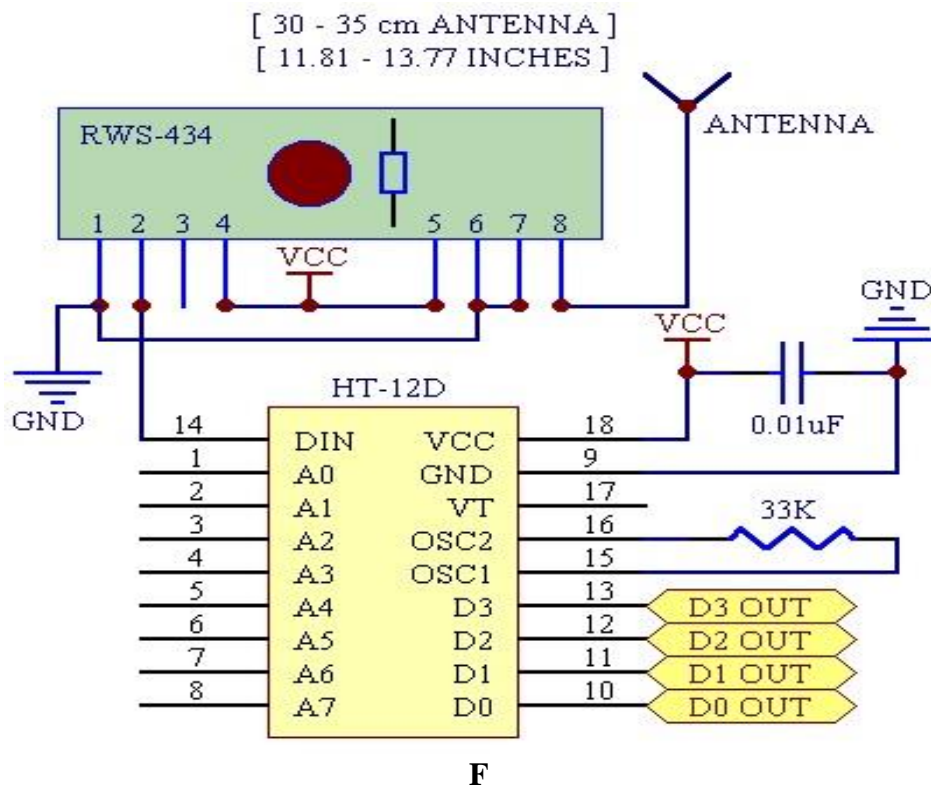 [ 30 - 35 cm ANTENNA ]
[ 11.81 - 13.77 INCHES ]
RWS-434
ANTENNA
1 2 3 4 5 6 7 8
VCC
GND
VCC
GND
HT-12D
0.01uF
14 DIN VCC 18
1 A0 GND 9
2 A1 VT 17
3 A2 OSC2 16
33K
4 A3 OSC1 15
5 A4 D3 13 D3 OUT
6 A5 D2 12 D2 OUT
7 A6 D1 11 D1 OUT
8 A7 D0 10 D0 OUT
F